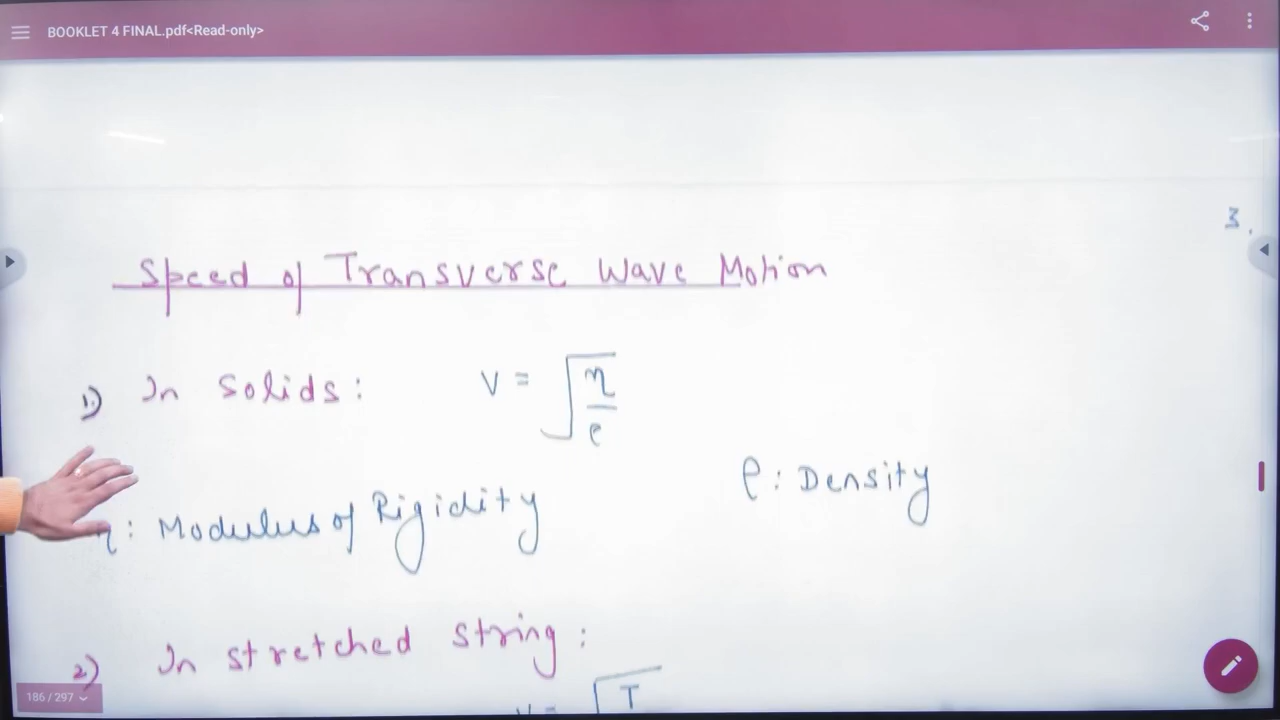 BOOKLET 4 FINAL.pdf<Read-only>
3.
Speed of Transverse Wave Motion
1) In Solids: V = √(η/ρ)
ρ: Density
η: Modulus of Rigidity
2) In stretched string:
V = √T
186 / 297